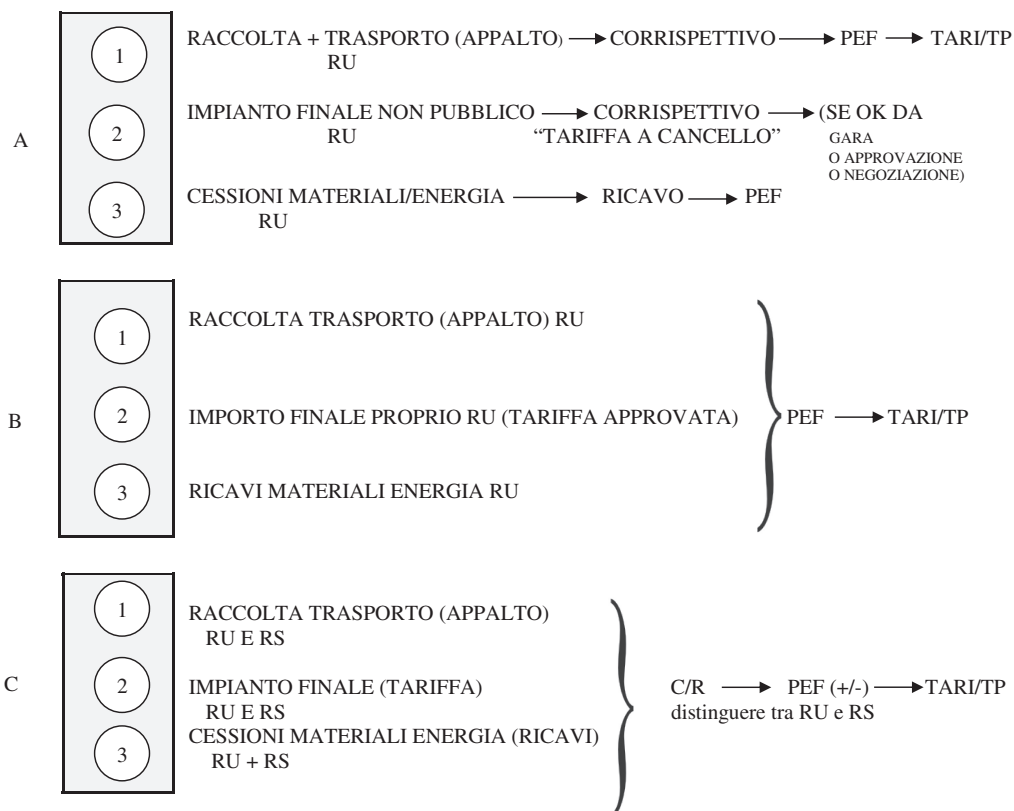 1
RACCOLTA + TRASPORTO (APPALTO) CORRISPETTIVO PEF TARI/TP
RU
A
2
IMPIANTO FINALE NON PUBBLICO CORRISPETTIVO (SE OK DA
RU “TARIFFA A CANCELLO” GARA
O APPROVAZIONE
O NEGOZIAZIONE)
3
CESSIONI MATERIALI/ENERGIA RICAVO PEF
RU
1
RACCOLTA TRASPORTO (APPALTO) RU
B
2
IMPORTO FINALE PROPRIO RU (TARIFFA APPROVATA) PEF TARI/TP
3
RICAVI MATERIALI ENERGIA RU
1
RACCOLTA TRASPORTO (APPALTO)
RU E RS
C
2
IMPIANTO FINALE (TARIFFA) C/R PEF (+/-) TARI/TP
RU E RS distinguere tra RU e RS
3
CESSIONI MATERIALI ENERGIA (RICAVI)
RU + RS